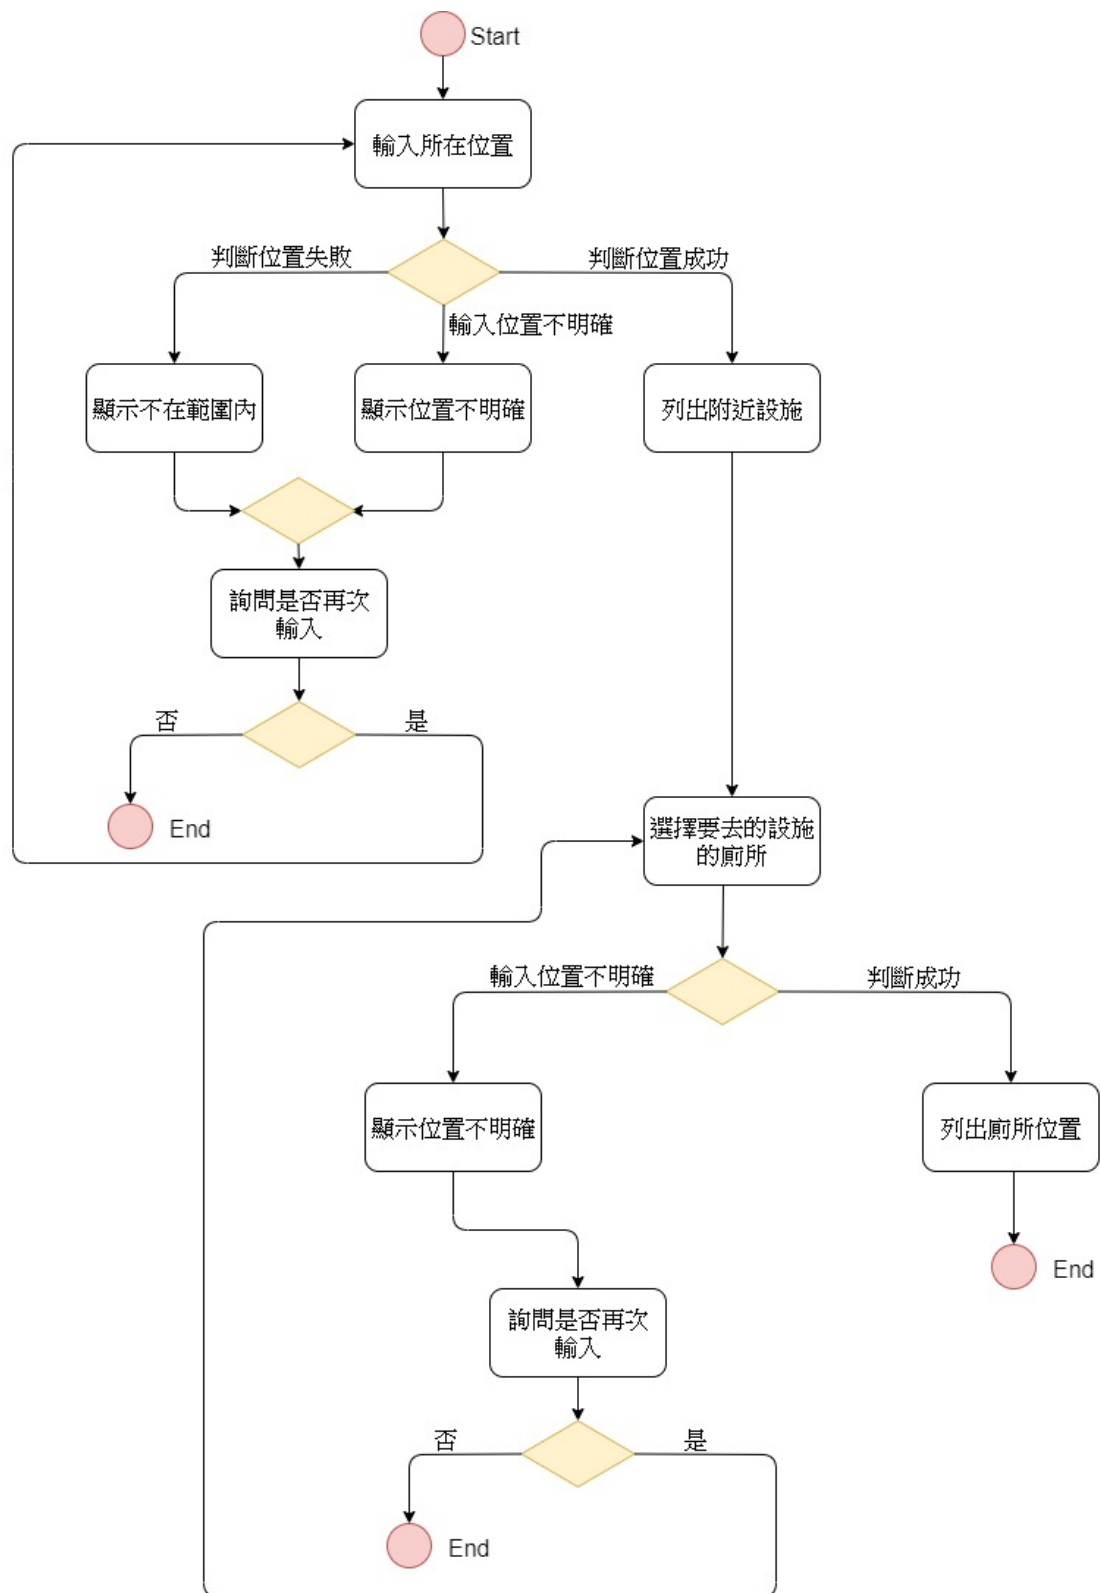 Start
輸入所在位置
判斷位置失敗
判斷位置成功
輸入位置不明確
顯示不在範圍內
顯示位置不明確
列出附近設施
詢問是否再次
輸入
否
是
End
選擇要去的設施
的廁所
輸入位置不明確
判斷成功
顯示位置不明確
列出廁所位置
End
詢問是否再次
輸入
否
是
End